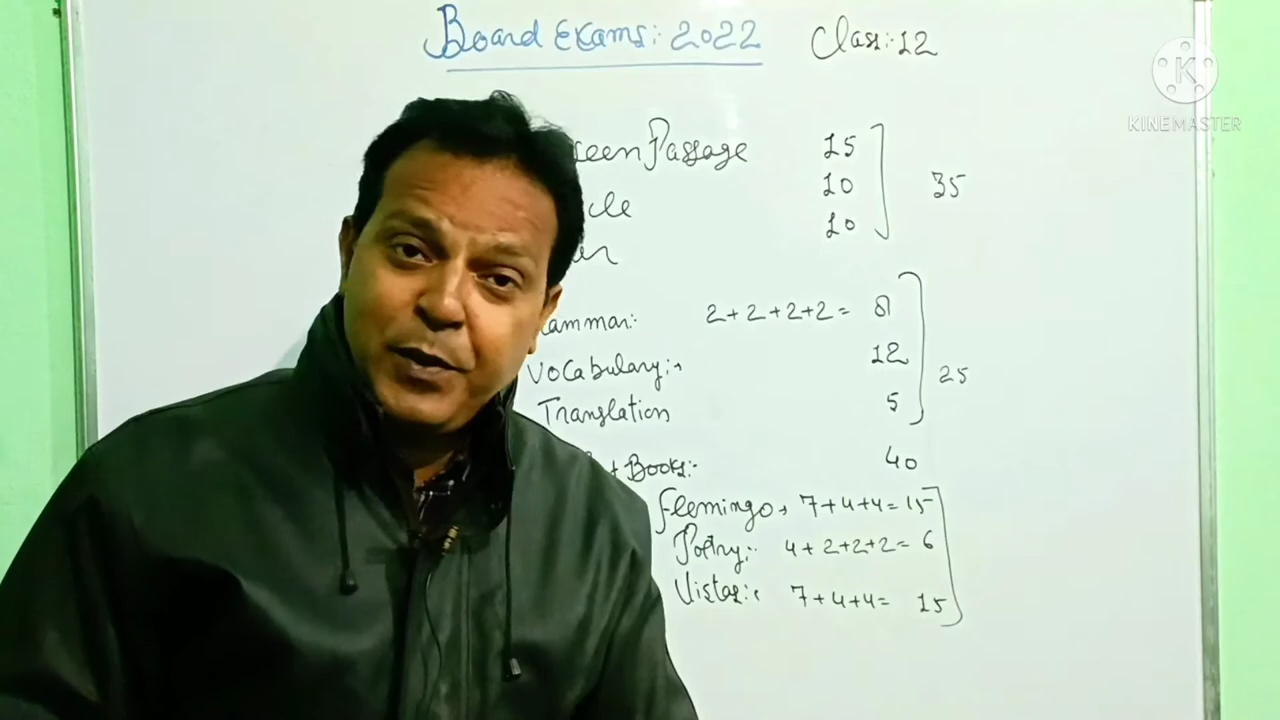 Board Exams: 2022 Class: 12
K
KINEMASTER
seen Passage 15
10 35
cle
10
er
rammar:- 2+2+2+2= 8
12
Vocabulary:-
25
Translation 5
t Books:- 40
Flemingo, 7+4+4=15
Poetry:- 4+2+2+2= 6
Vistas:- 7+4+4= 15